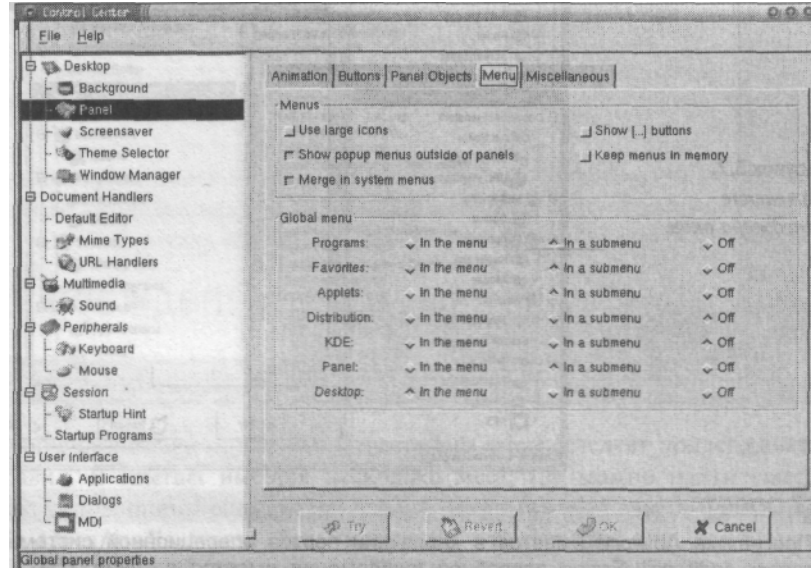 Control Center
File Help
Desktop
Background
Panel
Screensaver
Theme Selector
Window Manager
Document Handlers
Default Editor
Mime Types
URL Handlers
Multimedia
Sound
Peripherals
Keyboard
Mouse
Session
Startup Hint
Startup Programs
User Interface
Applications
Dialogs
MDI
Animation Buttons Panel Objects Menu Miscellaneous
Menus
Use large icons Show [...] buttons
Show popup menus outside of panels Keep menus in memory
Merge in system menus
Global menu
Programs: In the menu In a submenu Off
Favorites: In the menu In a submenu Off
Applets: In the menu In a submenu Off
Distribution: In the menu In a submenu Off
KDE: In the menu In a submenu Off
Panel: In the menu In a submenu Off
Desktop: In the menu In a submenu Off
Try Revert OK Cancel
Global panel properties